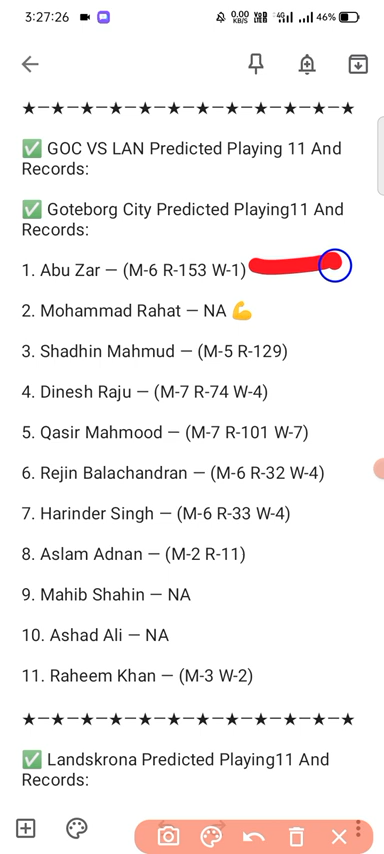 3:27:26 0.00 KB/S 4G 46%
★—★—★—★—★—★—★—★—★—★—★—★
✅ GOC VS LAN Predicted Playing 11 And
Records:
✅ Goteborg City Predicted Playing11 And
Records:
1. Abu Zar — (M-6 R-153 W-1)
2. Mohammad Rahat — NA 💪
3. Shadhin Mahmud — (M-5 R-129)
4. Dinesh Raju — (M-7 R-74 W-4)
5. Qasir Mahmood — (M-7 R-101 W-7)
6. Rejin Balachandran — (M-6 R-32 W-4)
7. Harinder Singh — (M-6 R-33 W-4)
8. Aslam Adnan — (M-2 R-11)
9. Mahib Shahin — NA
10. Ashad Ali — NA
11. Raheem Khan — (M-3 W-2)
★—★—★—★—★—★—★—★—★—★—★—★
✅ Landskrona Predicted Playing11 And
Records: